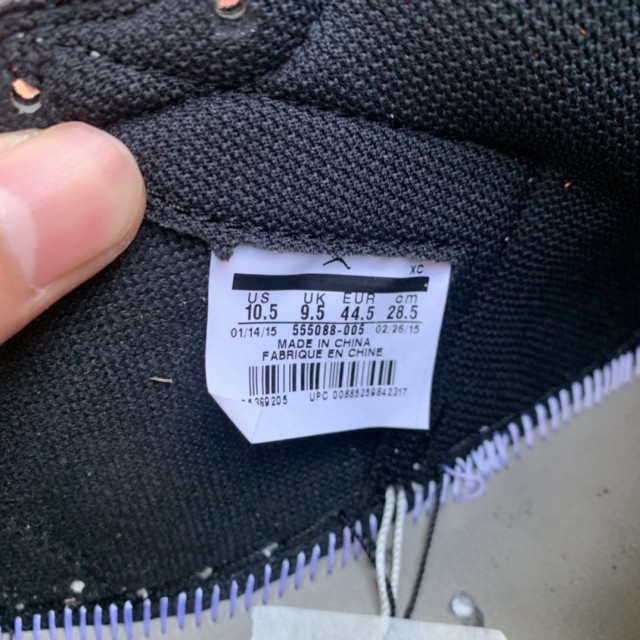 XC
US UK EUR cm
10.5 9.5 44.5 28.5
01/14/15 555088-005 02/26/15
MADE IN CHINA
FABRIQUE EN CHINE
UPC 00885259842317